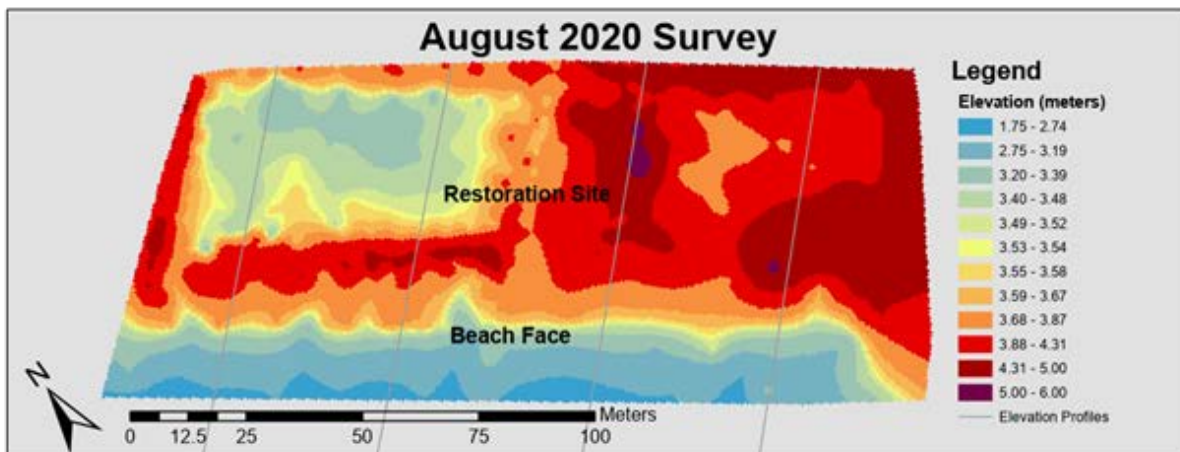 August 2020 Survey
Legend
Elevation (meters)
1.75 - 2.74
2.75 - 3.19
3.20 - 3.39
3.40 - 3.48
3.49 - 3.52
3.53 - 3.54
3.55 - 3.58
3.59 - 3.67
3.68 - 3.87
3.88 - 4.31
4.31 - 5.00
5.00 - 6.00
Elevation Profiles
Restoration Site
Beach Face
N
Meters
0 12.5 25 50 75 100